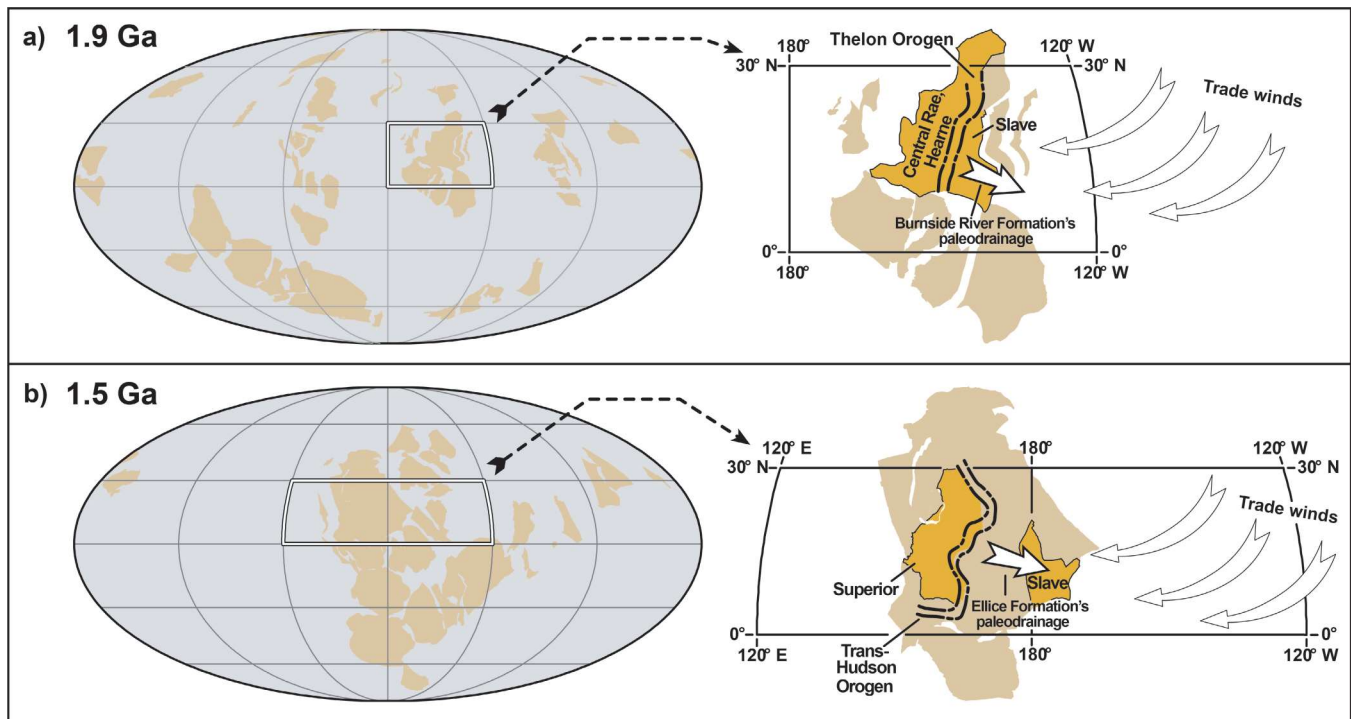 a) 1.9 Ga
180°
120° W
30° N
30° N
Thelon Orogen
Trade winds
Central Rae,
Hearne
Slave
Burnside River Formation's
paleodrainage
0°
0°
180°
120° W
b) 1.5 Ga
120° E
180°
120° W
30° N
30° N
Trade winds
Superior
Slave
Ellice Formation's
paleodrainage
0°
0°
120° E
Trans-
Hudson
Orogen
180°
120° W